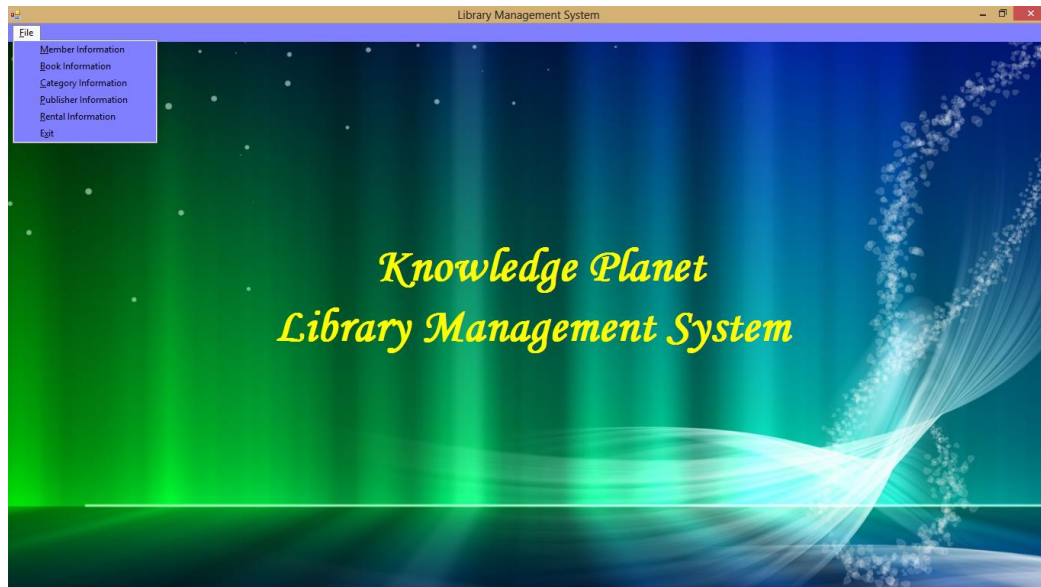 Library Management System
File
Member Information
Book Information
Category Information
Publisher Information
Rental Information
Exit
Knowledge Planet
Library Management System